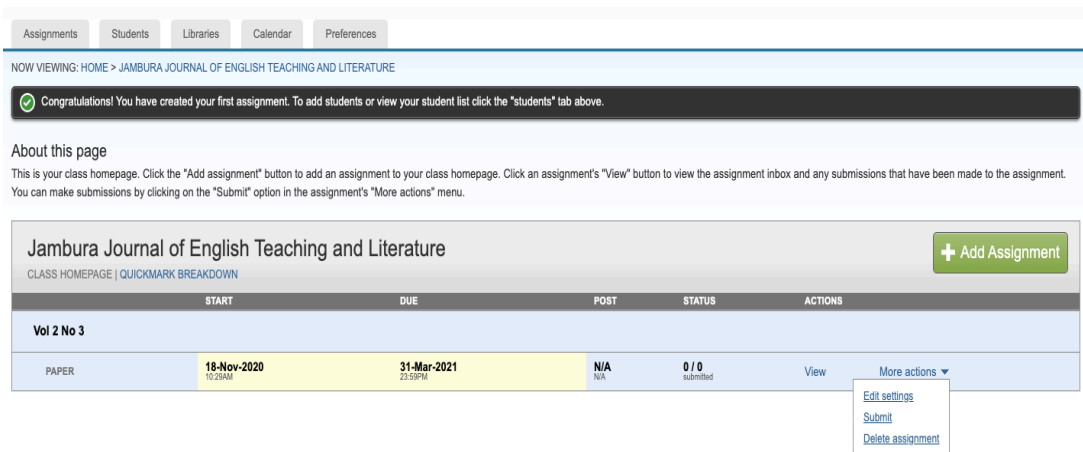 Assignments Students Libraries Calendar Preferences
NOW VIEWING: HOME > JAMBURA JOURNAL OF ENGLISH TEACHING AND LITERATURE
Congratulations! You have created your first assignment. To add students or view your student list click the "students" tab above.
About this page
This is your class homepage. Click the "Add assignment" button to add an assignment to your class homepage. Click an assignment's "View" button to view the assignment inbox and any submissions that have been made to the assignment.
You can make submissions by clicking on the "Submit" option in the assignment's "More actions" menu.
Jambura Journal of English Teaching and Literature
Add Assignment
CLASS HOMEPAGE | QUICKMARK BREAKDOWN
START DUE POST STATUS ACTIONS
Vol 2 No 3
PAPER 18-Nov-2020 31-Mar-2021 N/A 0 / 0 View More actions
10:29AM 23:59PM N/A submitted
Edit settings
Submit
Delete assignment